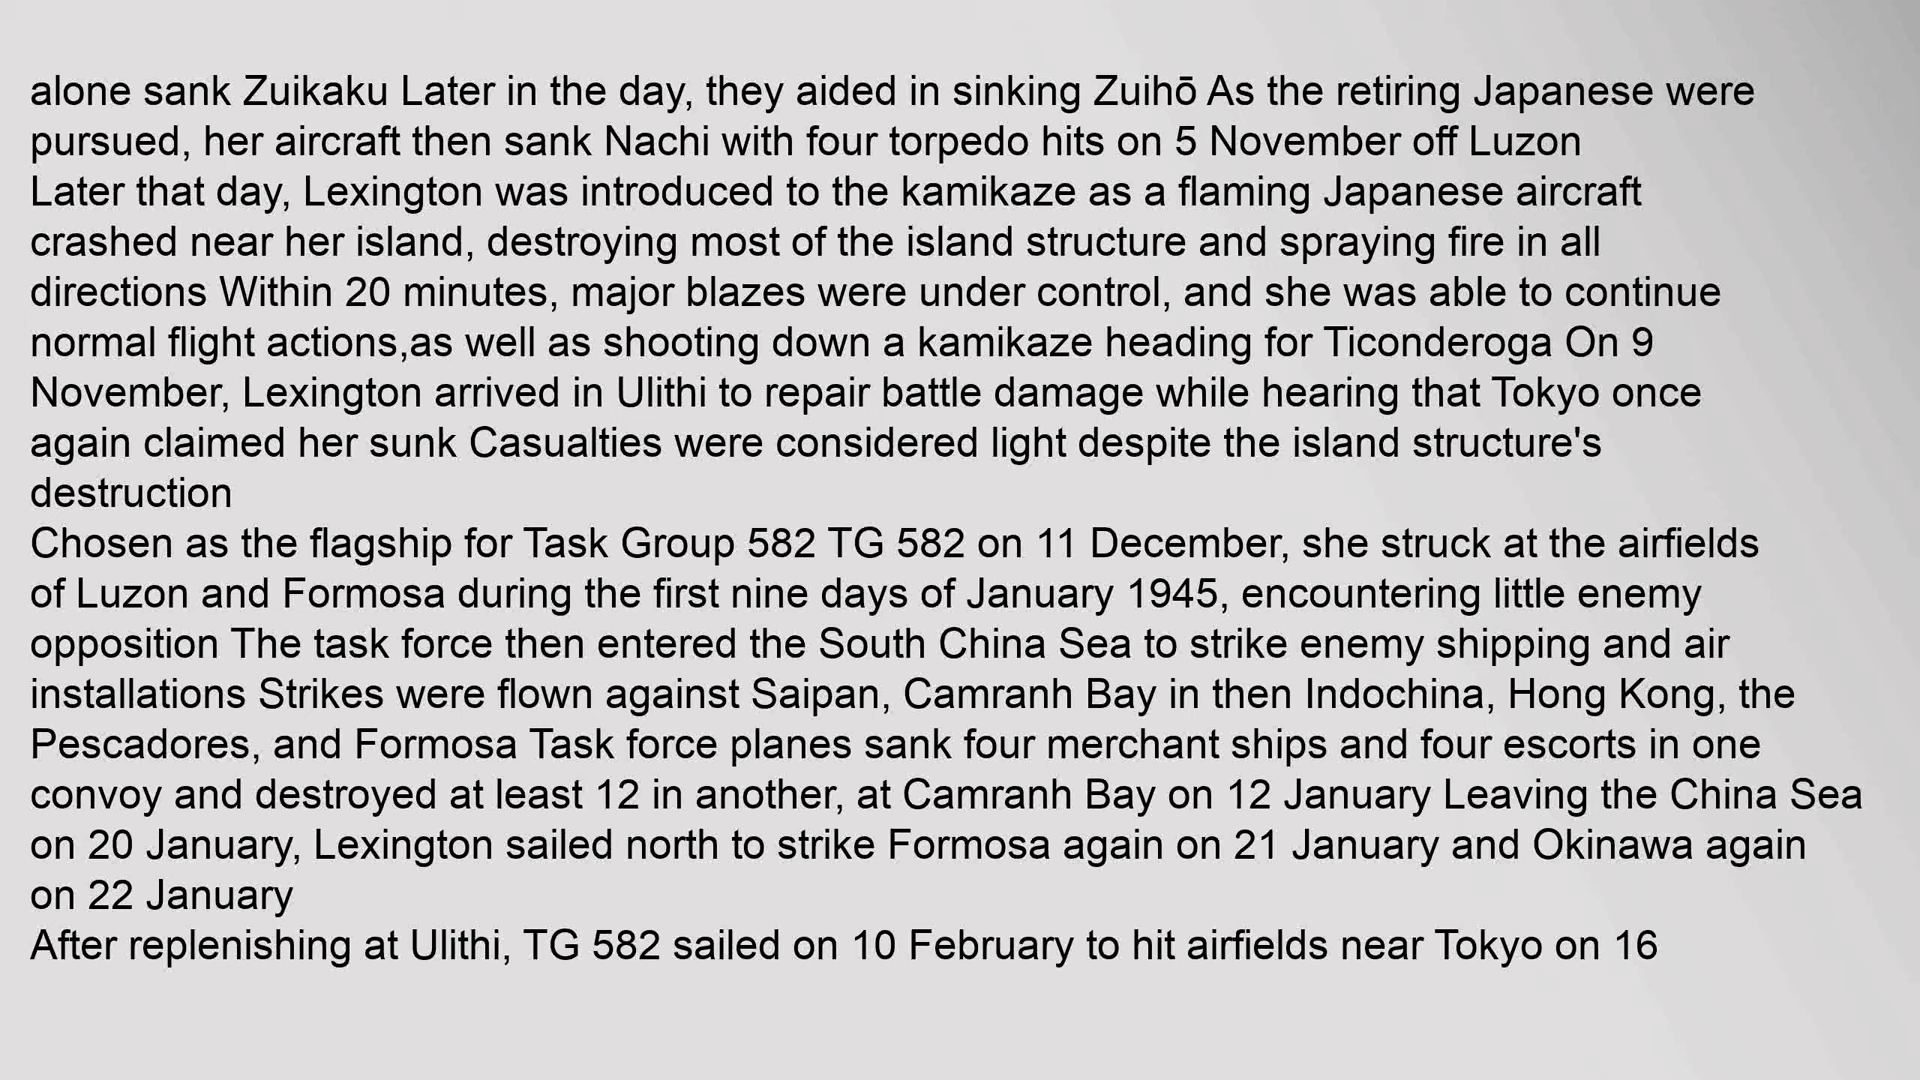 alone sank Zuikaku Later in the day, they aided in sinking Zuihō As the retiring Japanese were
pursued, her aircraft then sank Nachi with four torpedo hits on 5 November off Luzon
Later that day, Lexington was introduced to the kamikaze as a flaming Japanese aircraft
crashed near her island, destroying most of the island structure and spraying fire in all
directions Within 20 minutes, major blazes were under control, and she was able to continue
normal flight actions,as well as shooting down a kamikaze heading for Ticonderoga On 9
November, Lexington arrived in Ulithi to repair battle damage while hearing that Tokyo once
again claimed her sunk Casualties were considered light despite the island structure's
destruction
Chosen as the flagship for Task Group 582 TG 582 on 11 December, she struck at the airfields
of Luzon and Formosa during the first nine days of January 1945, encountering little enemy
opposition The task force then entered the South China Sea to strike enemy shipping and air
installations Strikes were flown against Saipan, Camranh Bay in then Indochina, Hong Kong, the
Pescadores, and Formosa Task force planes sank four merchant ships and four escorts in one
convoy and destroyed at least 12 in another, at Camranh Bay on 12 January Leaving the China Sea
on 20 January, Lexington sailed north to strike Formosa again on 21 January and Okinawa again
on 22 January
After replenishing at Ulithi, TG 582 sailed on 10 February to hit airfields near Tokyo on 16